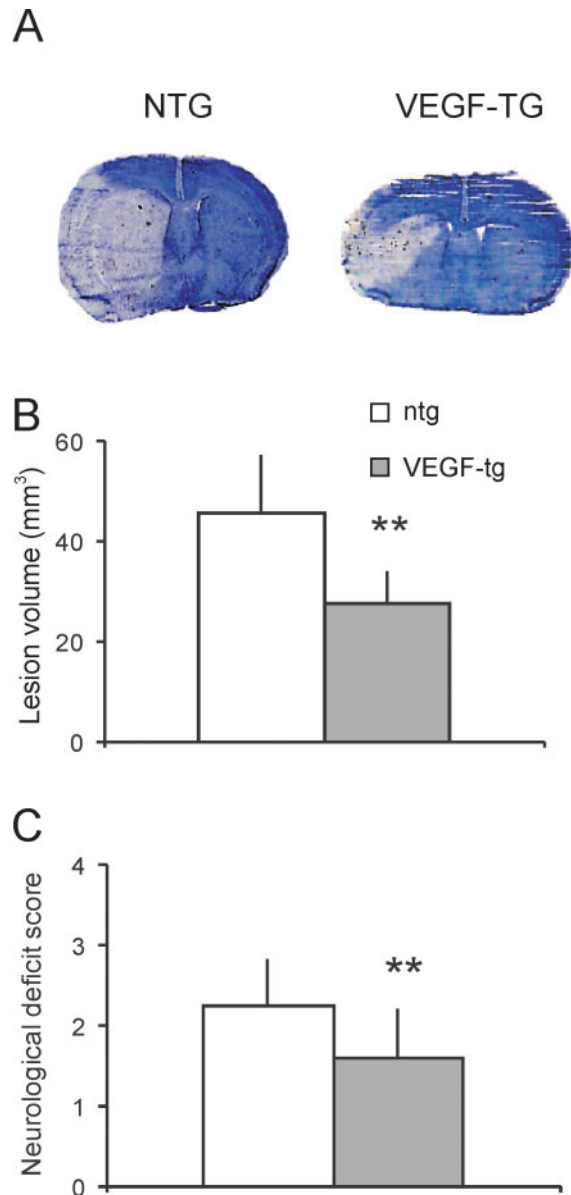 A
NTG VEGF-TG
B
ntg
VEGF-tg
Lesion volume (mm³)
60
40
20
0
**
C
Neurological deficit score
4
3
2
1
0
**